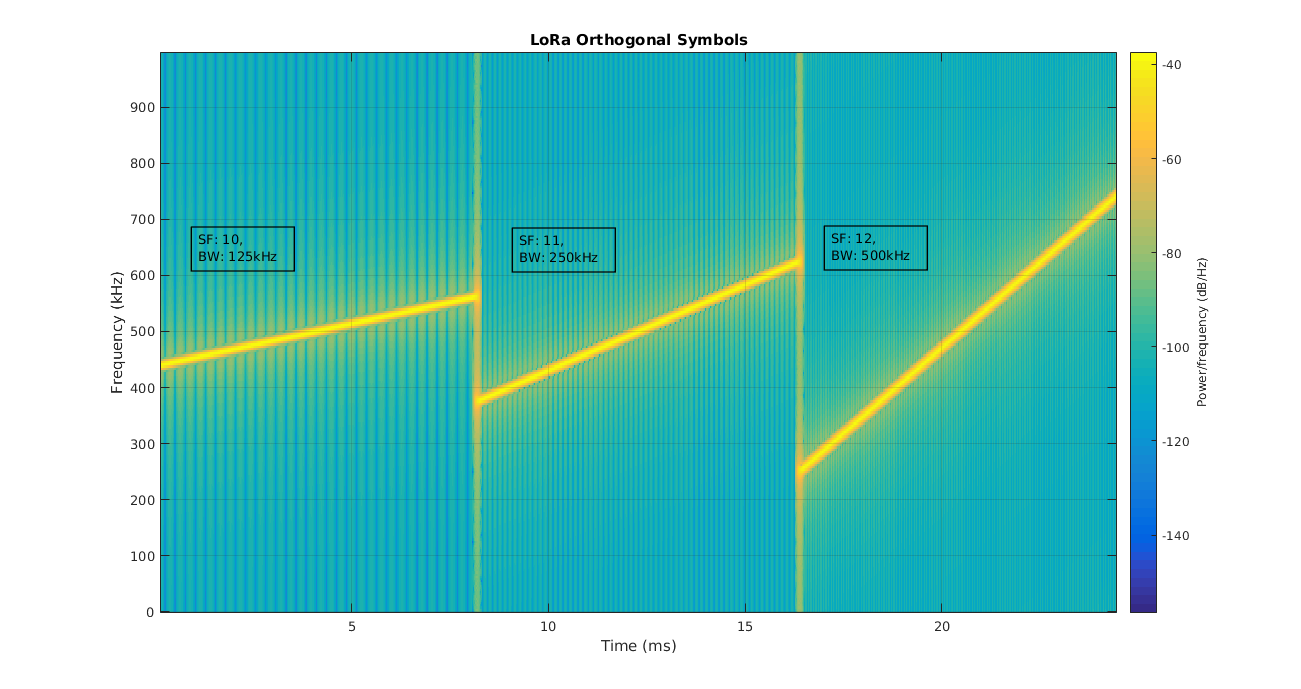 LoRa Orthogonal Symbols
900
800
700
600
500
400
300
200
100
0
Frequency (kHz)
SF: 10,
BW: 125kHz
SF: 11,
BW: 250kHz
SF: 12,
BW: 500kHz
5
10
15
20
Time (ms)
-40
-60
-80
-100
-120
-140
Power/frequency (dB/Hz)